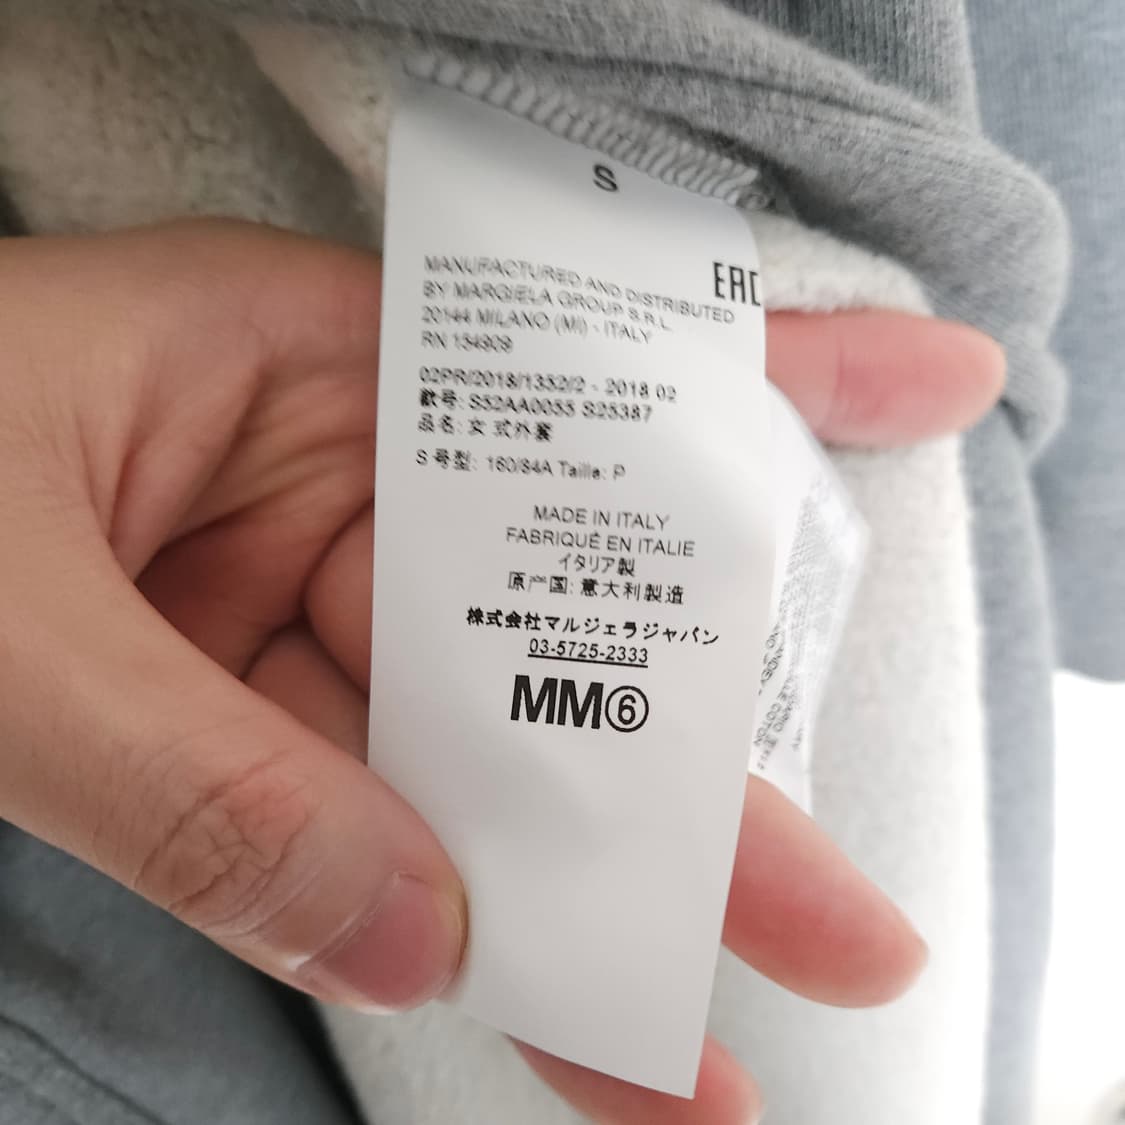 S
EAC
MANUFACTURED AND DISTRIBUTED
BY MARGIELA GROUP S.R.L.
20144 MILANO (MI) - ITALY
RN 134909
02PR/2018/1352/2 - 2018 02
款号: S52AA0055 S25387
品名: 女式外套
S 号型: 160/84A Taille: P
MADE IN ITALY
FABRIQUÉ EN ITALIE
イタリア製
原产国: 意大利製造
株式会社マルジェラジャパン
03-5725-2333
MM⑥